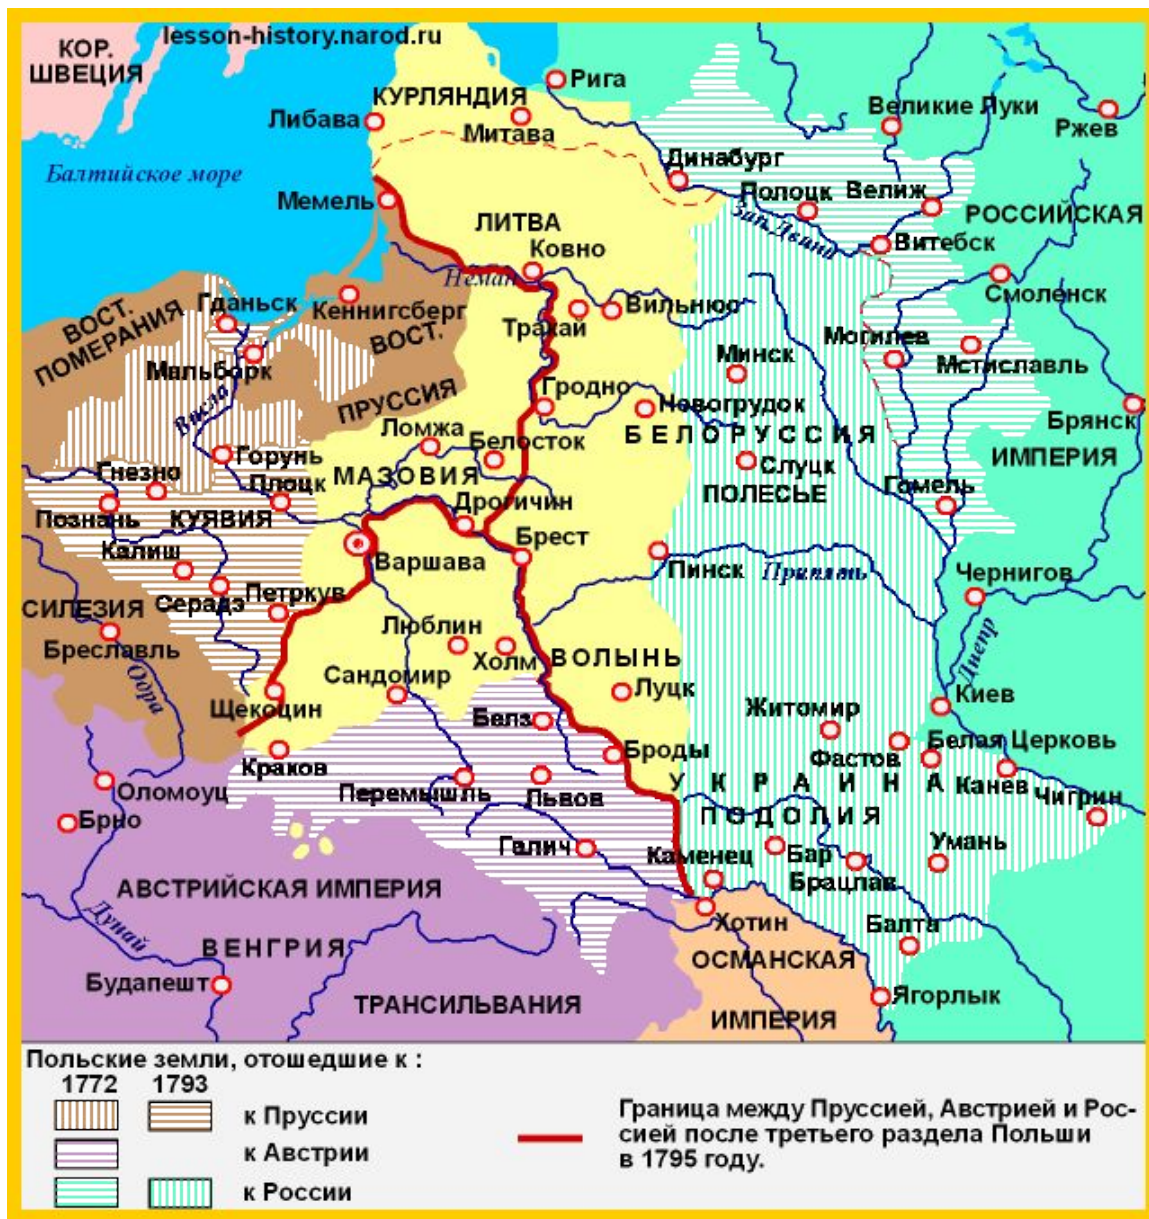 lesson-history.narod.ru
КОР.
ШВЕЦИЯ
Рига
КУРЛЯНДИЯ
Либава
Митава
Великие Луки
Ржев
Балтийское море
Динабург
Полоцк
Велиж
Мемель
РОССИЙСКАЯ
ЛИТВА
Зап. Двина
Витебск
Ковно
Неман
Смоленск
Гданьск
Кеннигсберг
Вильнюс
Тракай
ВОСТ.
ПОМЕРАНИЯ
ВОСТ.
Могилев
Минск
Мстиславль
Мальборк
Висла
ПРУССИЯ
Гродно
Новогрудок
Брянск
Ломжа
Белосток
БЕЛОРУССИЯ
ИМПЕРИЯ
Горунь
Гнезно
Плоцк
МАЗОВИЯ
Слуцк
ПОЛЕСЬЕ
Гомель
Дрогичин
Познань
КУЯВИЯ
Калиш
Варшава
Брест
Пинск
Припять
Чернигов
Серадэ
Петркув
СИЛЕЗИЯ
Бреславль
Люблин
Холм
ВОЛЫНЬ
Днепр
Одра
Сандомир
Луцк
Киев
Щекоцин
Белз
Житомир
Броды
Фастов
Белая Церковь
Краков
Перемышль
Львов
УКРАИНА
Канев
Чигрин
Оломоуц
Брно
ПОДОЛИЯ
Галич
Каменец
Бар
Умань
Брацлав
АВСТРИЙСКАЯ ИМПЕРИЯ
Дунай
Хотин
Балта
ВЕНГРИЯ
ОСМАНСКАЯ
Будапешт
ТРАНСИЛЬВАНИЯ
Ягорлык
ИМПЕРИЯ
Польские земли, отошедшие к :
1772 1793
к Пруссии
к Австрии
к России
Граница между Пруссией, Австрией и Рос-
сией после третьего раздела Польши
в 1795 году.